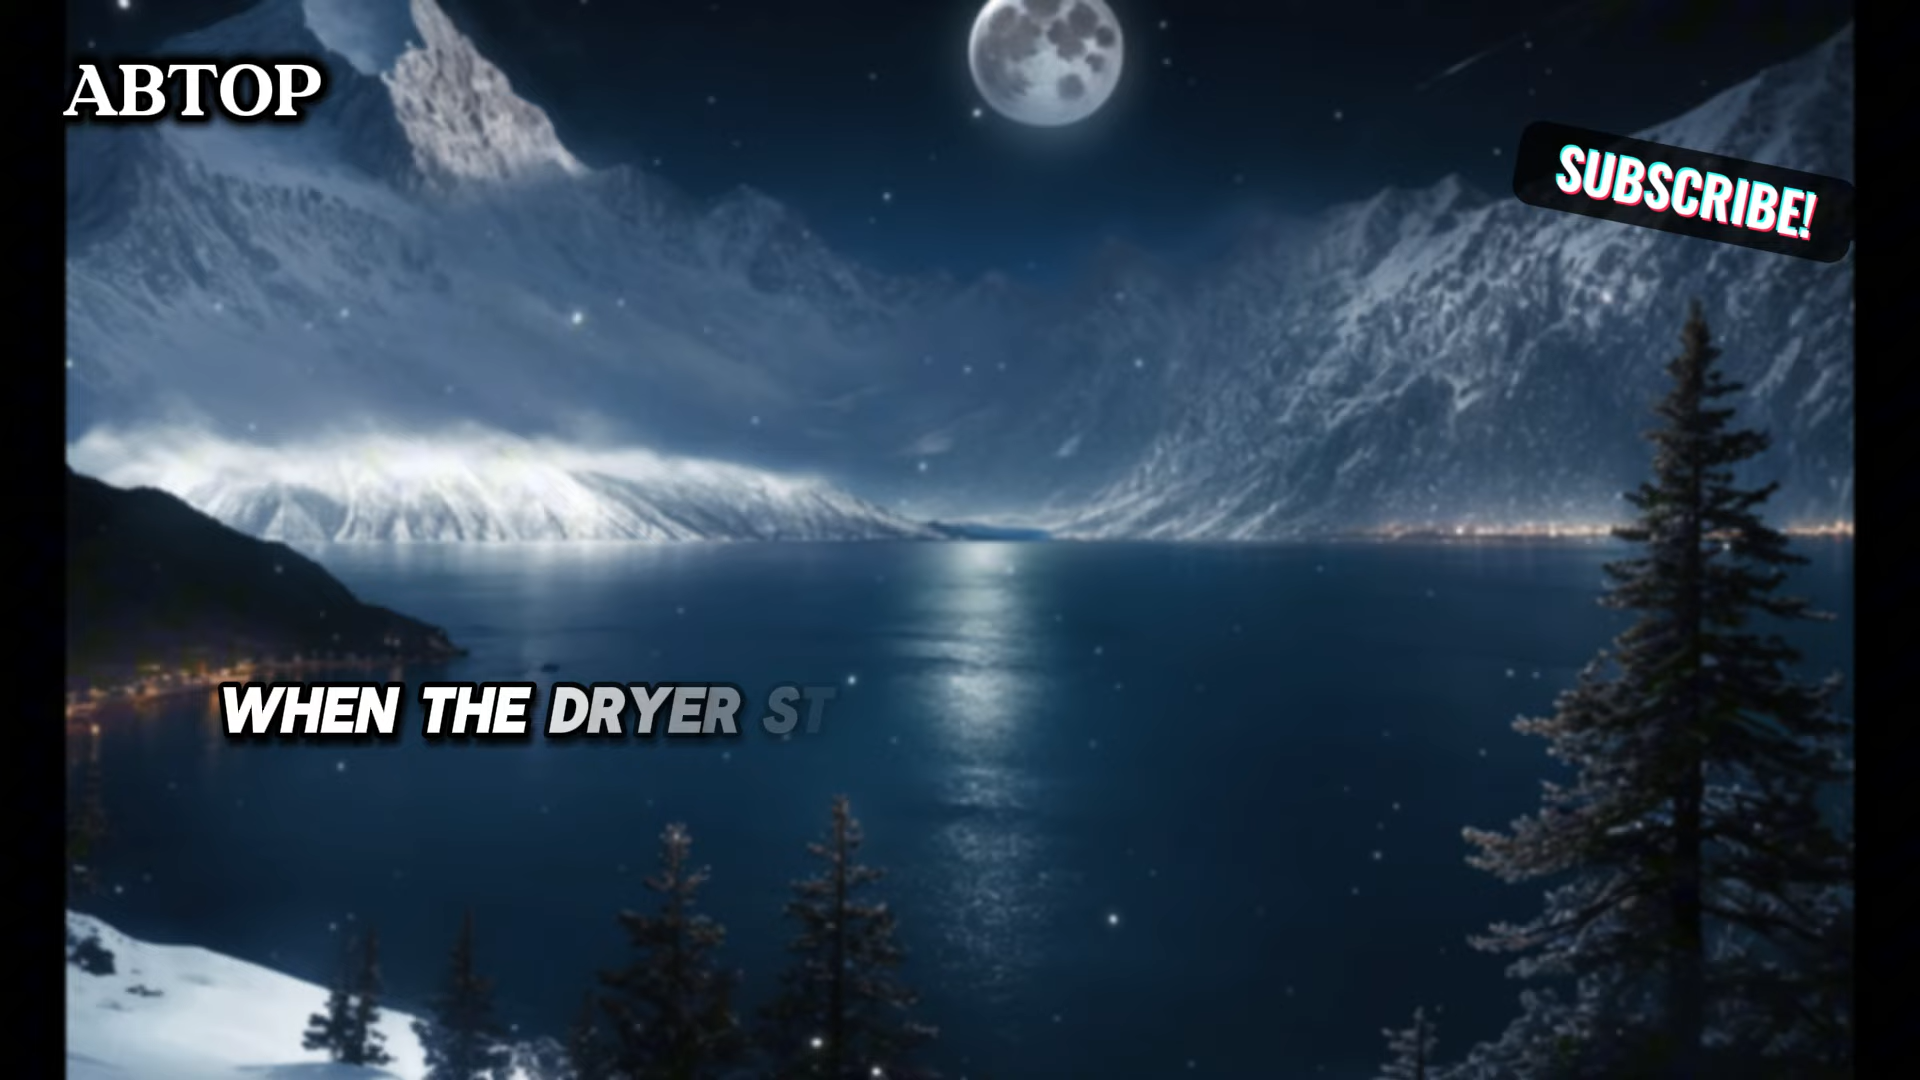 АВТОР
SUBSCRIBE!
WHEN THE DRYER ST